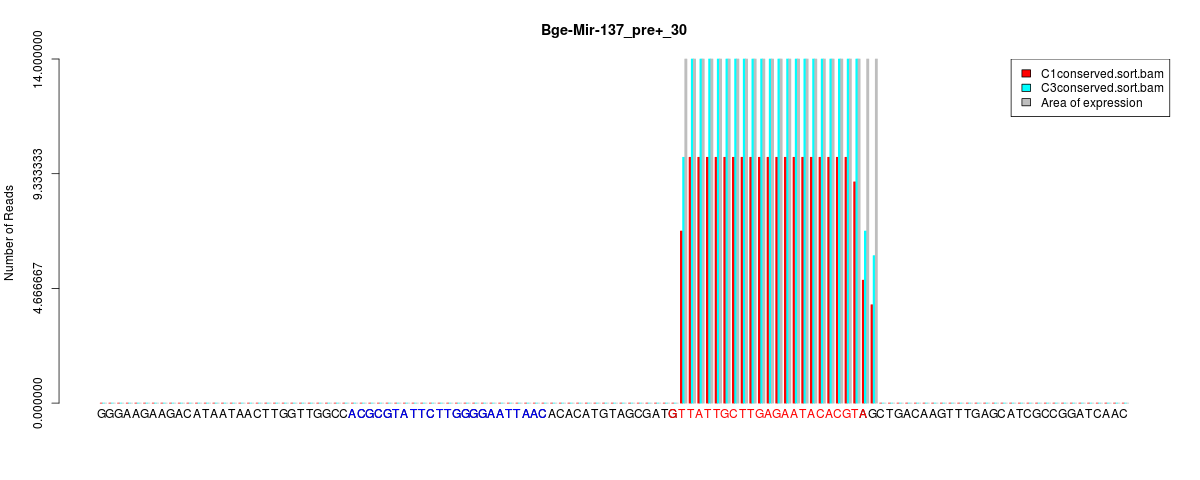 Bge-Mir-137_pre+_30
14.000000
9.333333
4.666667
0.000000
Number of Reads
C1conserved.sort.bam
C3conserved.sort.bam
Area of expression
GGGAAGAAGACATAATAACTTGGTTGGCCACGCGTATTCTTGGGGAATTAACACACATGTAGCGATGTTATTGCTTGAGAATACACGTAGCTGACAAGTTTGAGCATCGCCGGATCAAC